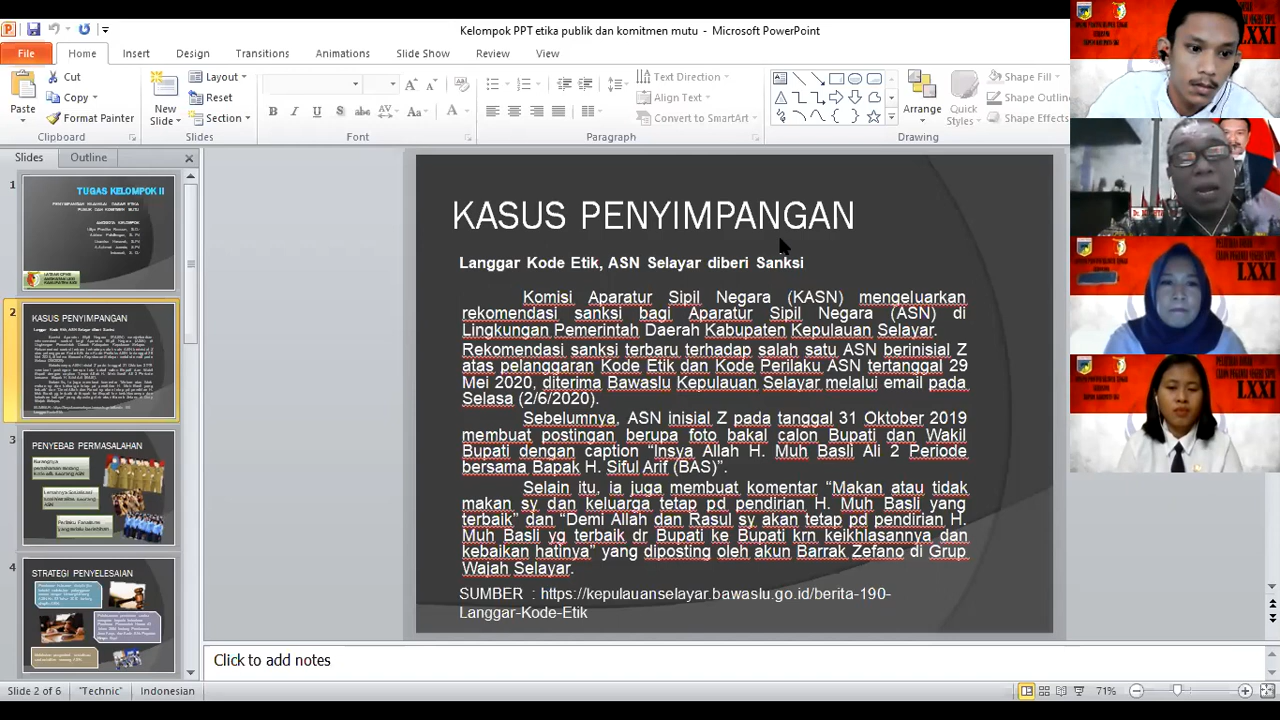 Kelompok PPT etika publik dan komitmen mutu - Microsoft PowerPoint
File Home Insert Design Transitions Animations Slide Show Review View
Paste
Cut
Copy
Format Painter
Clipboard
New Slide
Layout
Reset
Section
Slides
Font
Text Direction
Align Text
Convert to SmartArt
Paragraph
Arrange
Quick Styles
Shape Fill
Shape Outline
Shape Effects
Drawing
Slides Outline
1
TUGAS KELOMPOK II
2
KASUS PENYIMPANGAN
3
PENYEBAB PERMASALAHAN
4
STRATEGI PENYELESAIAN
KASUS PENYIMPANGAN
Langgar Kode Etik, ASN Selayar diberi Sanksi
Komisi Aparatur Sipil Negara (KASN) mengeluarkan
rekomendasi sanksi bagi Aparatur Sipil Negara (ASN) di
Lingkungan Pemerintah Daerah Kabupaten Kepulauan Selayar.
Rekomendasi sanksi terbaru terhadap salah satu ASN berinisial Z
atas Pelanggaran Kode Etik dan Kode Perilaku ASN tertanggal 29
Mei 2020, diterima Bawaslu Kepulauan Selayar melalui email pada
Selasa (2/6/2020).
Sebelumnya, ASN inisial Z pada tanggal 31 Oktober 2019
membuat postingan berupa foto bakal calon Bupati dan Wakil
Bupati dengan caption “Insya Allah H. Muh Basli Ali 2 Periode
bersama Bapak H. Siful Arif (BAS)”.
Selain itu, ia juga membuat komentar “Makan atau tidak
makan sy dan keluarga tetap pd pendirian H. Muh Basli yang
terbaik” dan “Demi Allah dan Rasul sy kan tetap pd pendirian H.
Muh Basli yg terbaik dr Bupati ke Bupati krn keikhlasannya dan
kebaikan hatinya” yang diposting oleh akun Barrak Zefano di Grup
Wajah Selayar.
SUMBER : https://kepulauanselayar.bawaslu.go.id/berita-190-
Langgar-Kode-Etik
Click to add notes
Slide 2 of 6 "Technic" Indonesian 71%
LXXI
LXXI